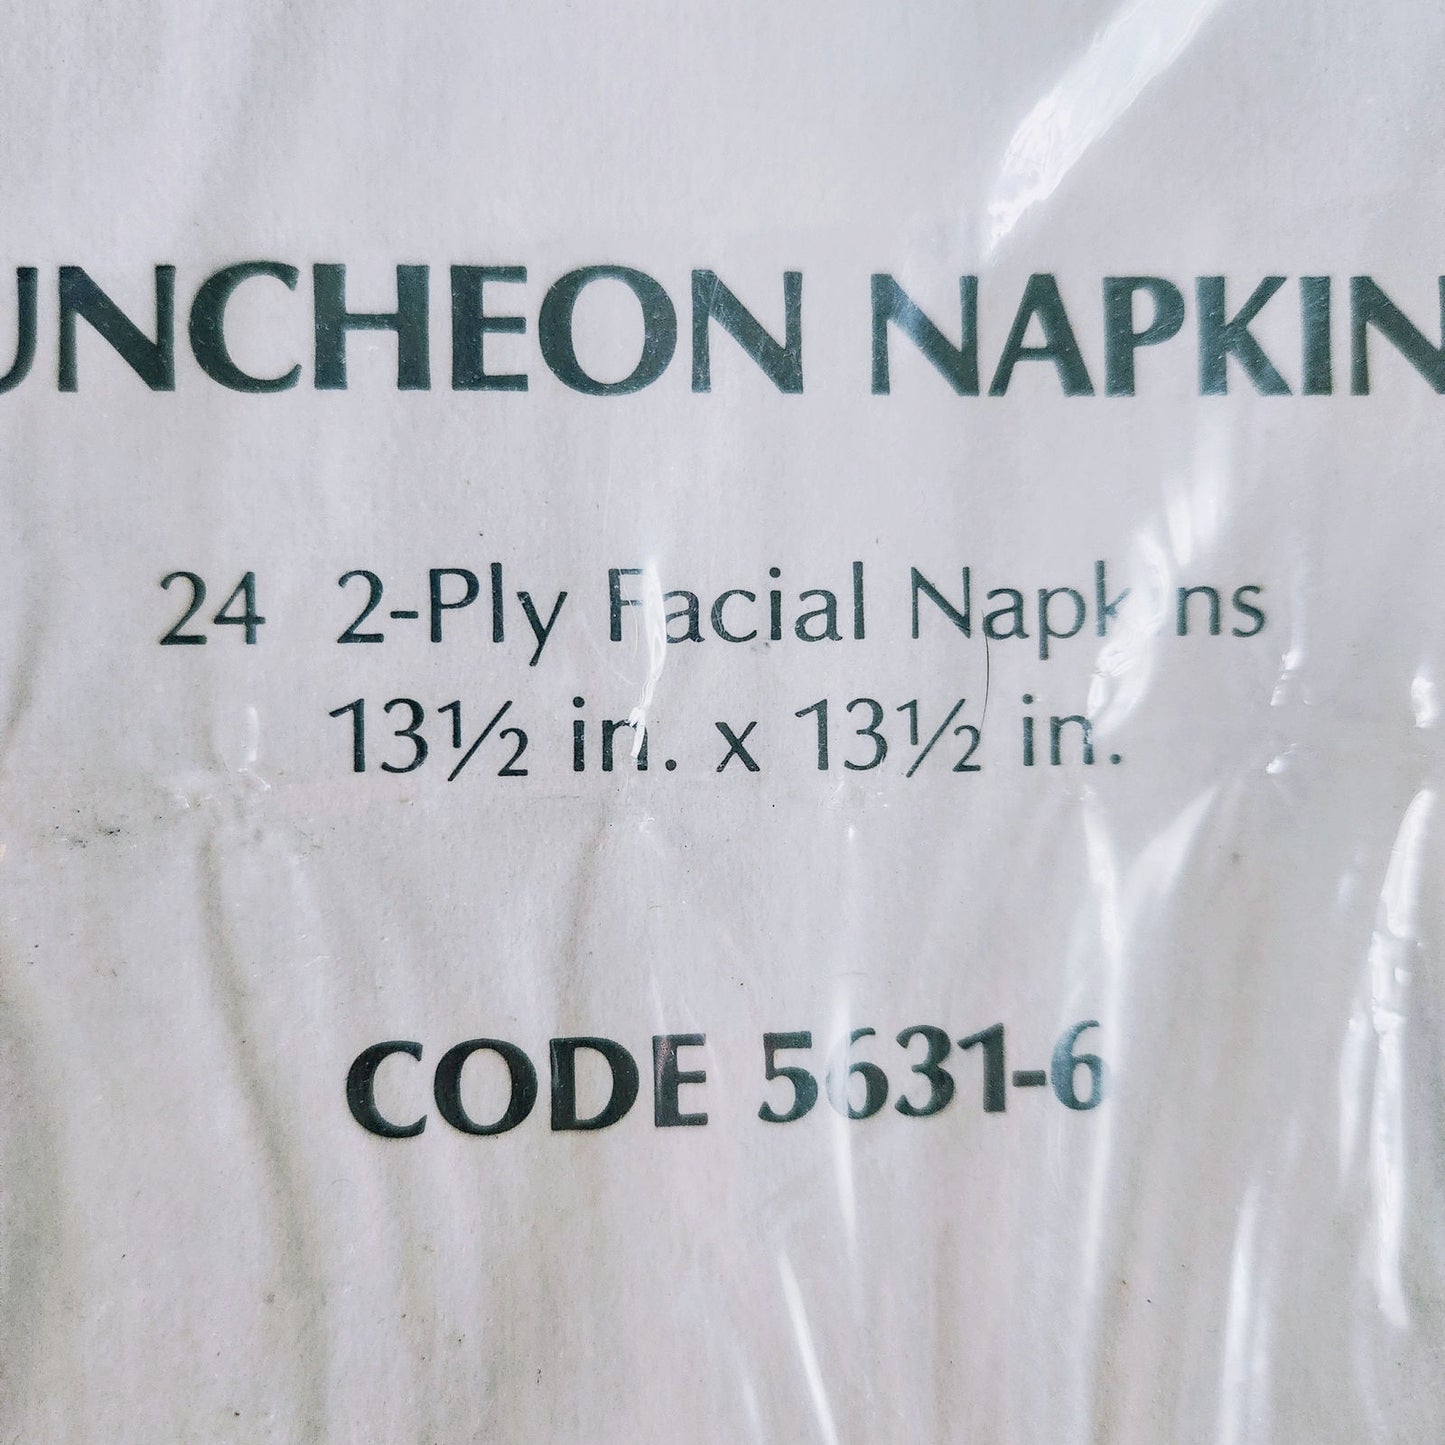 UNCHEON NAPKIN
24 2-Ply Facial Napkins
13½ in. x 13½ in.
CODE 5631-6